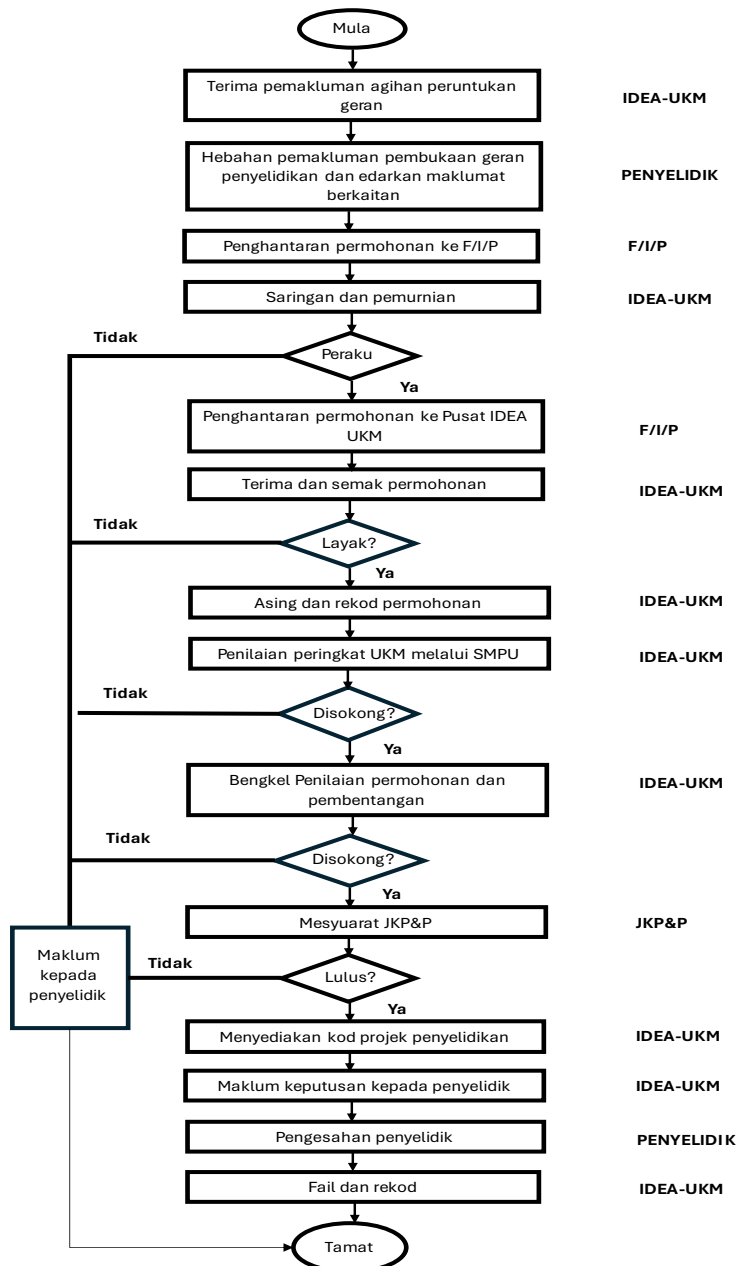 Mula
Terima pemakluman agihan peruntukan
geran
IDEA-UKM
Hebahan pemakluman pembukaan geran
penyelidikan dan edarkan maklumat
berkaitan
PENYELIDIK
Penghantaran permohonan ke F/I/P
F/I/P
Saringan dan pemurnian
IDEA-UKM
Tidak
Peraku
Ya
Penghantaran permohonan ke Pusat IDEA
UKM
F/I/P
Terima dan semak permohonan
IDEA-UKM
Tidak
Layak?
Ya
Asing dan rekod permohonan
IDEA-UKM
Penilaian peringkat UKM melalui SMPU
IDEA-UKM
Tidak
Disokong?
Ya
Bengkel Penilaian permohonan dan
pembentangan
IDEA-UKM
Tidak
Disokong?
Ya
Mesyuarat JKP&P
JKP&P
Maklum
kepada
penyelidik
Tidak
Lulus?
Ya
Menyediakan kod projek penyelidikan
IDEA-UKM
Maklum keputusan kepada penyelidik
IDEA-UKM
Pengesahan penyelidik
PENYELIDIK
Fail dan rekod
IDEA-UKM
Tamat